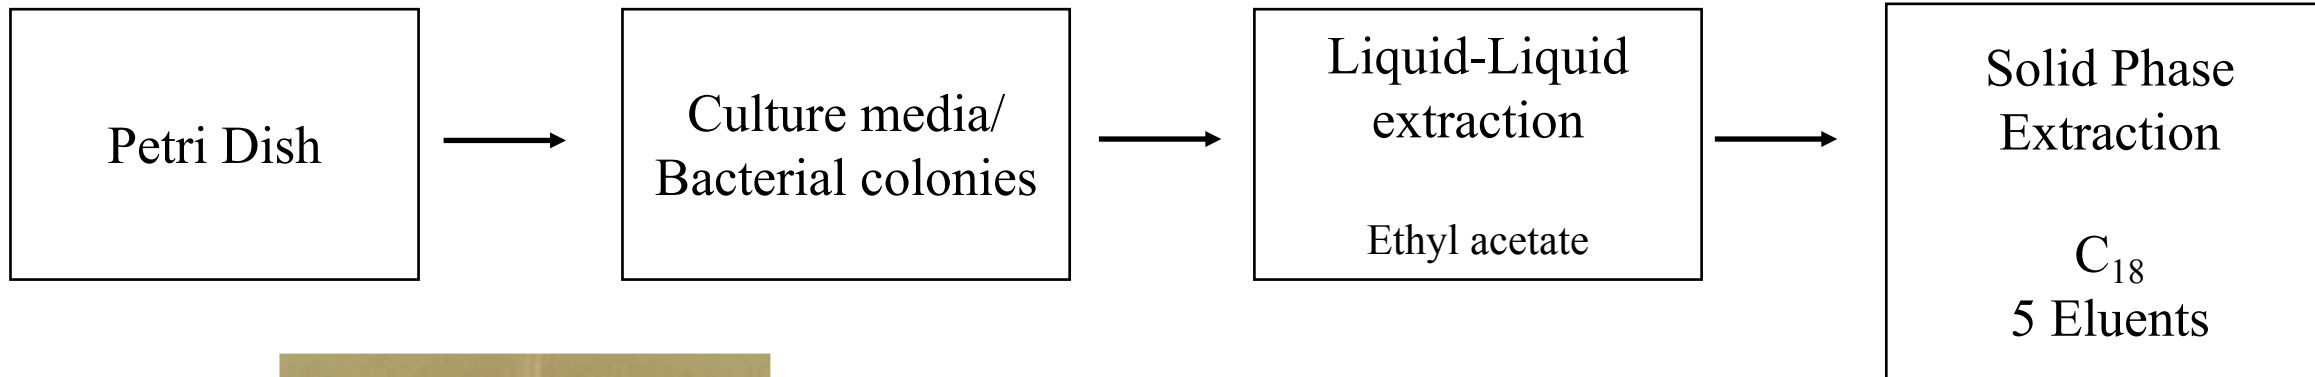 Petri Dish
Culture media/
Bacterial colonies
Liquid-Liquid
extraction
Ethyl acetate
Solid Phase
Extraction
C₁₈
5 Eluents